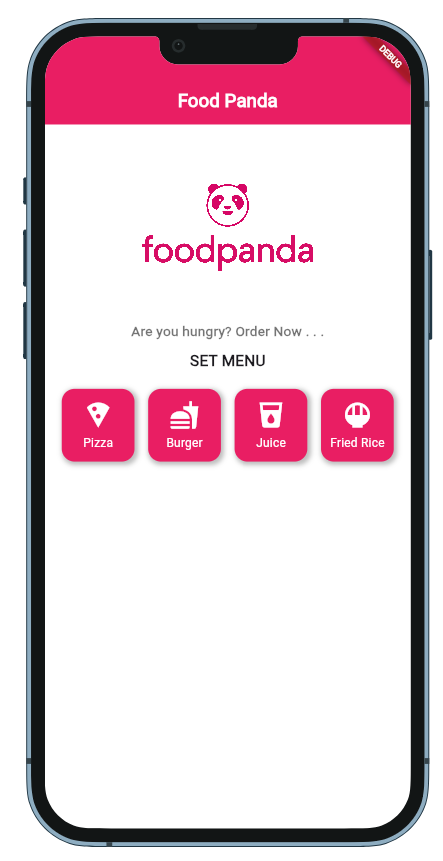 DEBUG
Food Panda
foodpanda
Are you hungry? Order Now . . .
SET MENU
Pizza
Burger
Juice
Fried Rice